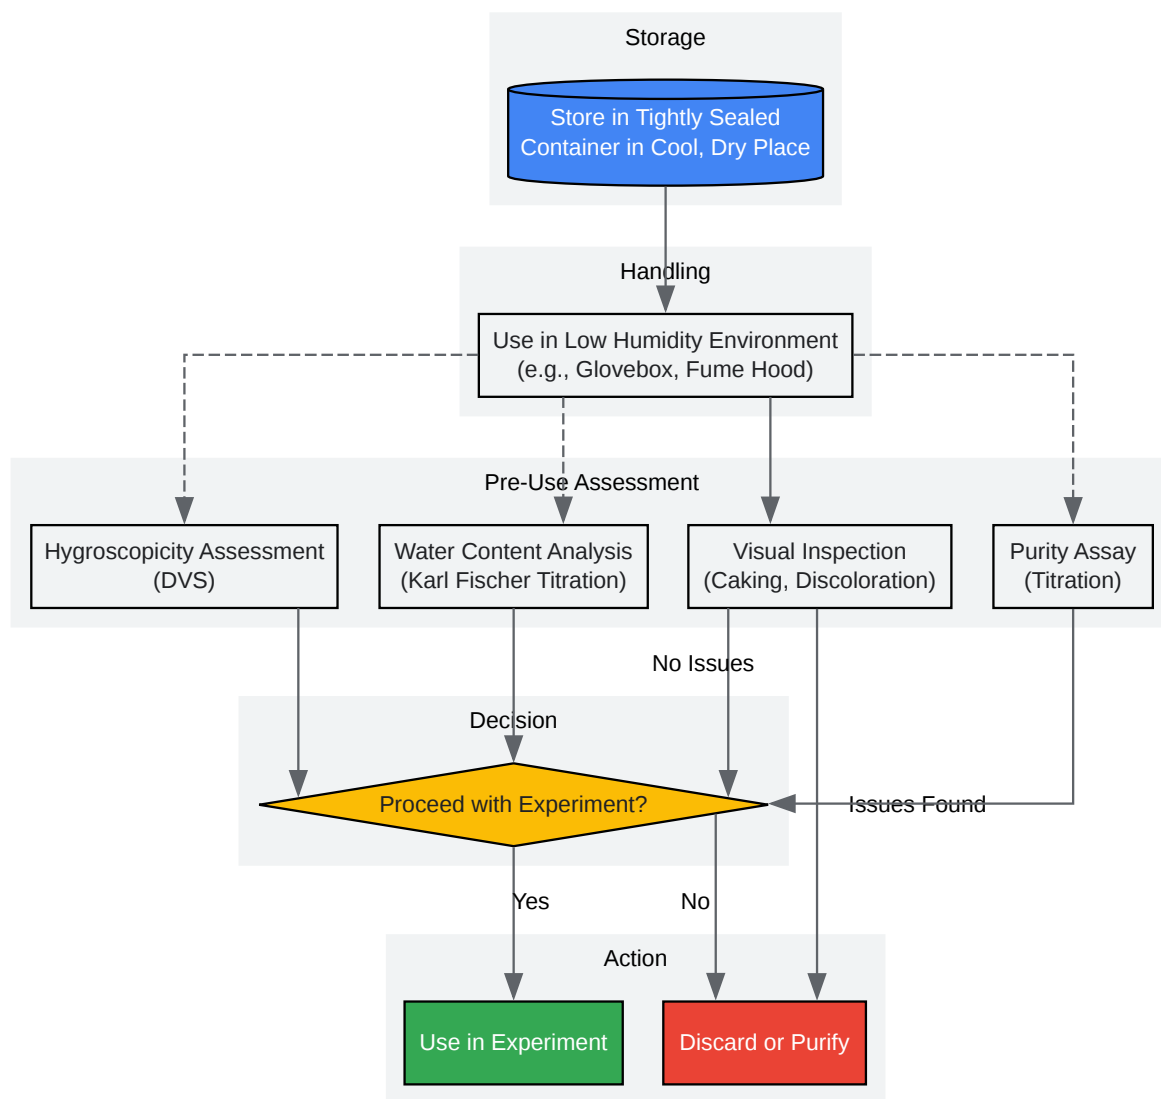 Storage
Store in Tightly Sealed
Container in Cool, Dry Place
Handling
Use in Low Humidity Environment
(e.g., Glovebox, Fume Hood)
Pre-Use Assessment
Hygroscopicity Assessment
(DVS)
Water Content Analysis
(Karl Fischer Titration)
Visual Inspection
(Caking, Discoloration)
Purity Assay
(Titration)
No Issues
Decision
Proceed with Experiment?
Issues Found
Yes
No
Action
Use in Experiment
Discard or Purify